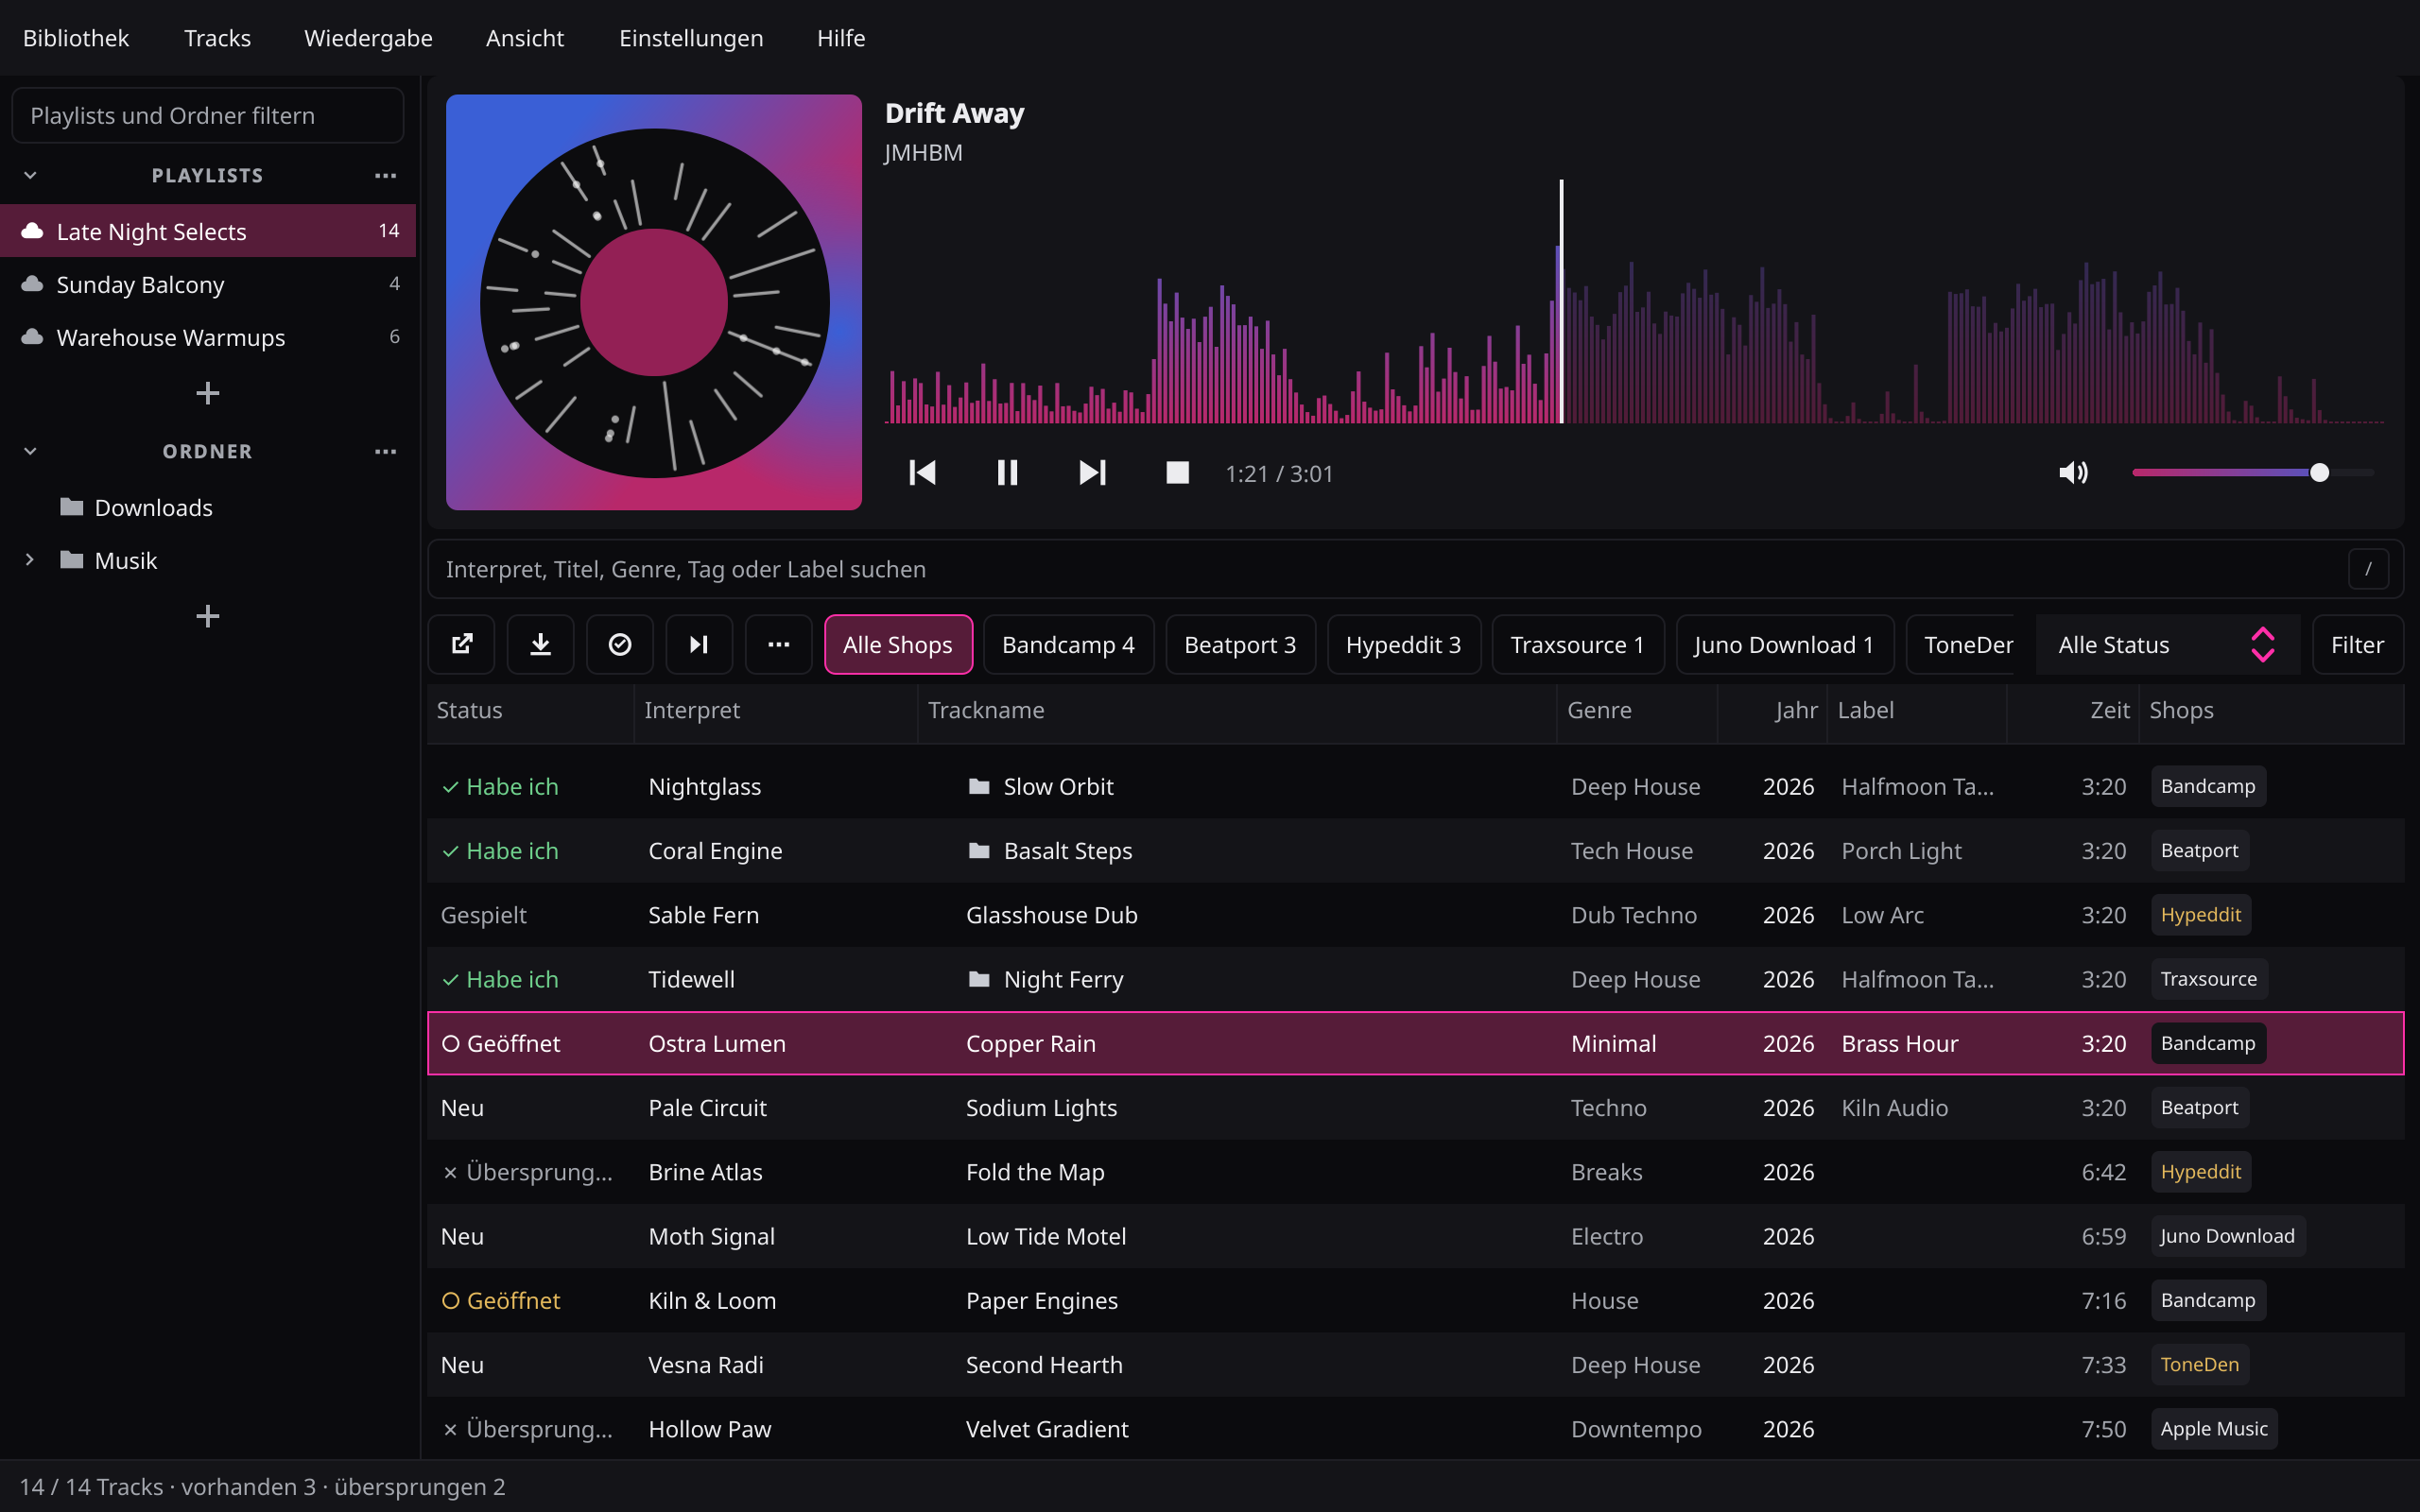 Bibliothek Tracks Wiedergabe Ansicht Einstellungen Hilfe
Playlists und Ordner filtern
PLAYLISTS
Late Night Selects 14
Sunday Balcony 4
Warehouse Warmups 6
ORDNER
Downloads
Musik
Drift Away
JMHBM
1:21 / 3:01
Interpret, Titel, Genre, Tag oder Label suchen /
Alle Shops Bandcamp 4 Beatport 3 Hypeddit 3 Traxsource 1 Juno Download 1 ToneDer Alle Status Filter
Status Interpret Trackname Genre Jahr Label Zeit Shops
Habe ich Nightglass Slow Orbit Deep House 2026 Halfmoon Ta... 3:20 Bandcamp
Habe ich Coral Engine Basalt Steps Tech House 2026 Porch Light 3:20 Beatport
Gespielt Sable Fern Glasshouse Dub Dub Techno 2026 Low Arc 3:20 Hypeddit
Habe ich Tidewell Night Ferry Deep House 2026 Halfmoon Ta... 3:20 Traxsource
Geöffnet Ostra Lumen Copper Rain Minimal 2026 Brass Hour 3:20 Bandcamp
Neu Pale Circuit Sodium Lights Techno 2026 Kiln Audio 3:20 Beatport
× Übersprung... Brine Atlas Fold the Map Breaks 2026 6:42 Hypeddit
Neu Moth Signal Low Tide Motel Electro 2026 6:59 Juno Download
Geöffnet Kiln & Loom Paper Engines House 2026 7:16 Bandcamp
Neu Vesna Radi Second Hearth Deep House 2026 7:33 ToneDen
× Übersprung... Hollow Paw Velvet Gradient Downtempo 2026 7:50 Apple Music
14 / 14 Tracks · vorhanden 3 · übersprungen 2